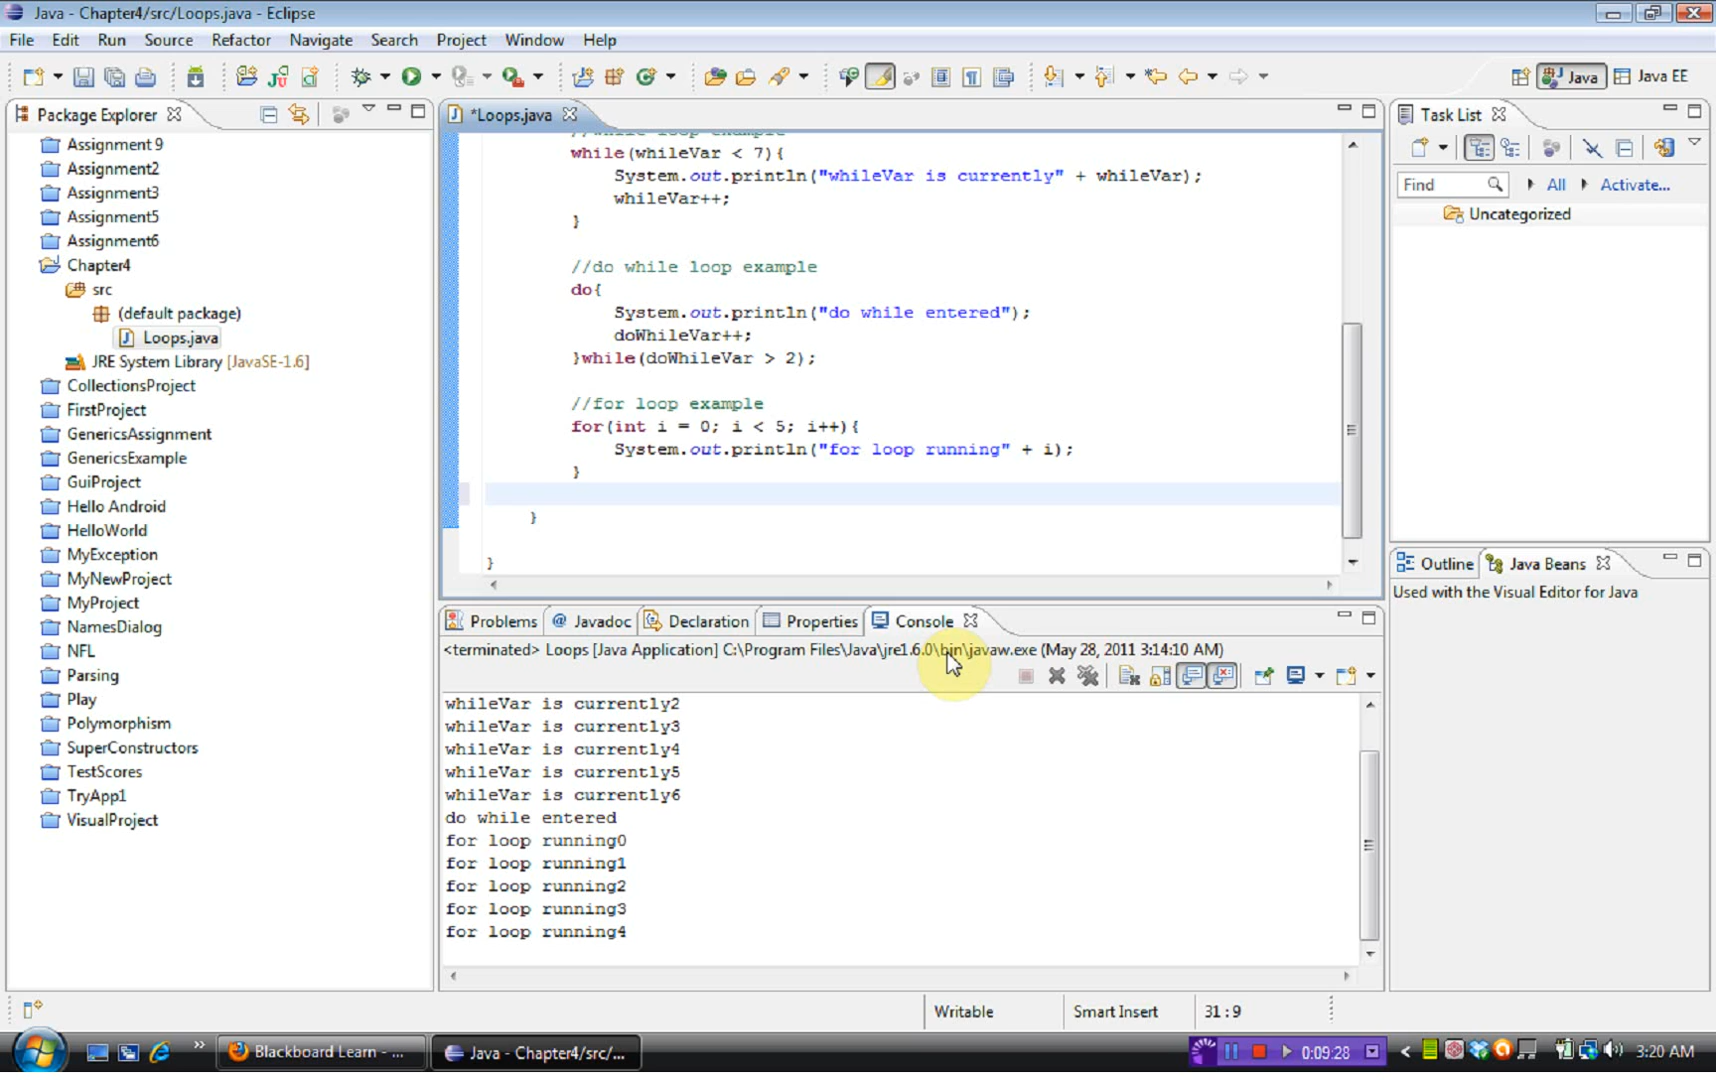 Java - Chapter4/src/Loops.java - Eclipse
File Edit Run Source Refactor Navigate Search Project Window Help
Java Java EE
Package Explorer
Assignment 9
Assignment2
Assignment3
Assignment5
Assignment6
Chapter4
src
(default package)
Loops.java
JRE System Library [JavaSE-1.6]
CollectionsProject
FirstProject
GenericsAssignment
GenericsExample
GuiProject
Hello Android
HelloWorld
MyException
MyNewProject
MyProject
NamesDialog
NFL
Parsing
Play
Polymorphism
SuperConstructors
TestScores
TryApp1
VisualProject
*Loops.java
//while loop example
while(whileVar < 7){
System.out.println("whileVar is currently" + whileVar);
whileVar++;
}
//do while loop example
do{
System.out.println("do while entered");
doWhileVar++;
}while(doWhileVar > 2);
//for loop example
for(int i = 0; i < 5; i++){
System.out.println("for loop running" + i);
}
}
}
Task List
Find All Activate...
Uncategorized
Outline Java Beans
Used with the Visual Editor for Java
Problems @ Javadoc Declaration Properties Console
<terminated> Loops [Java Application] C:\Program Files\Java\jre1.6.0\bin\javaw.exe (May 28, 2011 3:14:10 AM)
whileVar is currently2
whileVar is currently3
whileVar is currently4
whileVar is currently5
whileVar is currently6
do while entered
for loop running0
for loop running1
for loop running2
for loop running3
for loop running4
Writable Smart Insert 31 : 9
Blackboard Learn - ... Java - Chapter4/src/... 0:09:28 3:20 AM